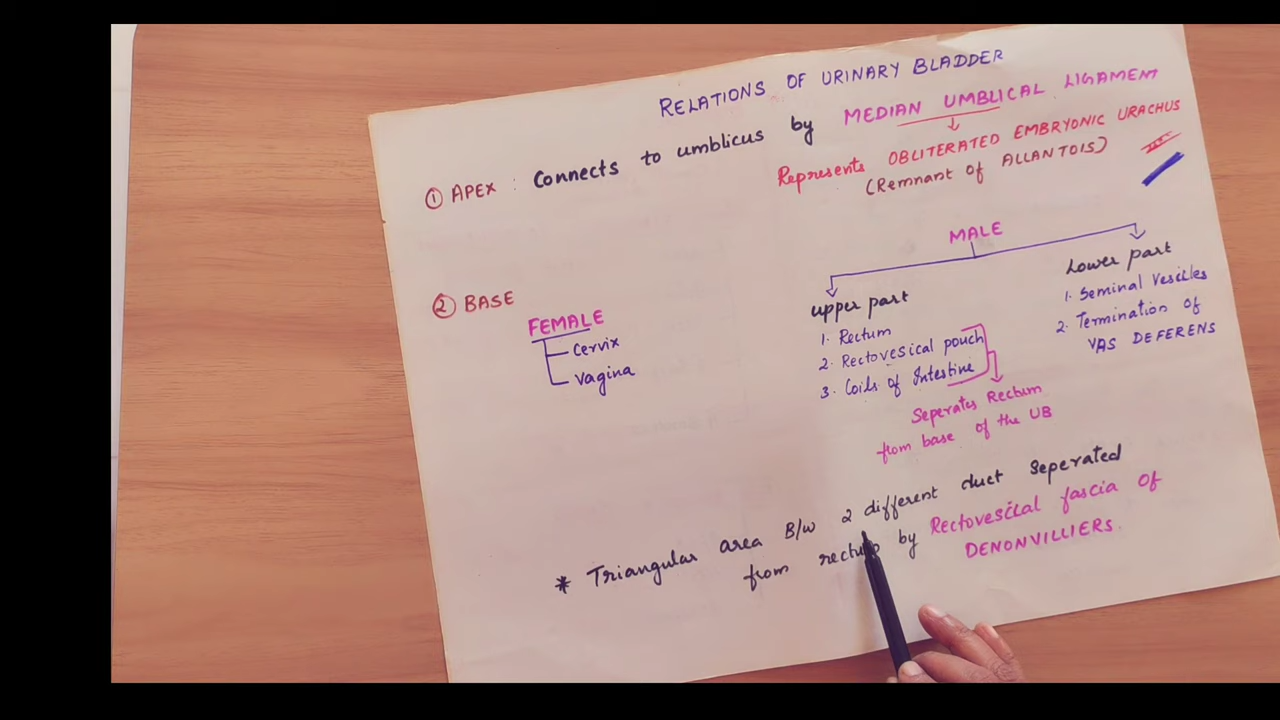 RELATIONS OF URINARY BLADDER
① APEX : Connects to umblicus by MEDIAN UMBLICAL LIGAMENT
Represents OBLITERATED EMBRYONIC URACHUS
(Remnant of ALLANTOIS)
② BASE
FEMALE
Cervix
Vagina
MALE
upper part
1. Rectum
2. Rectovesical pouch
3. Coils of Intestine
Seperates Rectum
from base of the UB
Lower part
1. Seminal Vesicles
2. Termination of
VAS DEFERENS
* Triangular area B/w 2 different duct Seperated
from rectum by Rectovesical fascia Of
DENONVILLIERS.